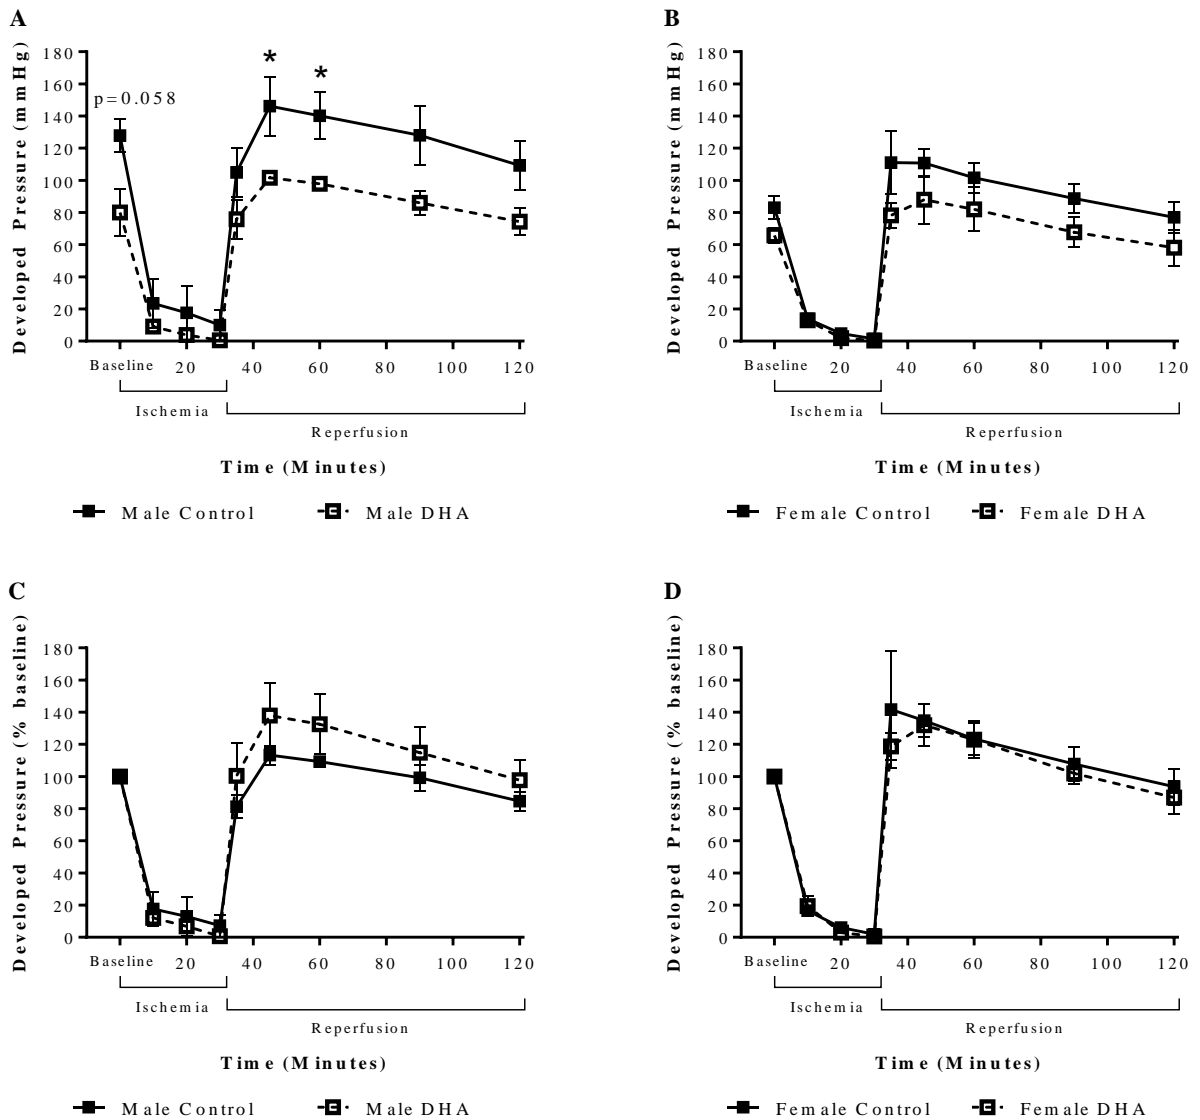 A
Developed Pressure (mmHg)
180
160
140
120
100
80
60
40
20
0
p=0.058
*
*
Baseline 20 40 60 80 100 120
Ischemia
Reperfusion
Time (Minutes)
Male Control Male DHA
B
Developed Pressure (mmHg)
180
160
140
120
100
80
60
40
20
0
Baseline 20 40 60 80 100 120
Ischemia
Reperfusion
Time (Minutes)
Female Control Female DHA
C
Developed Pressure (% baseline)
180
160
140
120
100
80
60
40
20
0
Baseline 20 40 60 80 100 120
Ischemia
Reperfusion
Time (Minutes)
Male Control Male DHA
D
Developed Pressure (% baseline)
180
160
140
120
100
80
60
40
20
0
Baseline 20 40 60 80 100 120
Ischemia
Reperfusion
Time (Minutes)
Female Control Female DHA